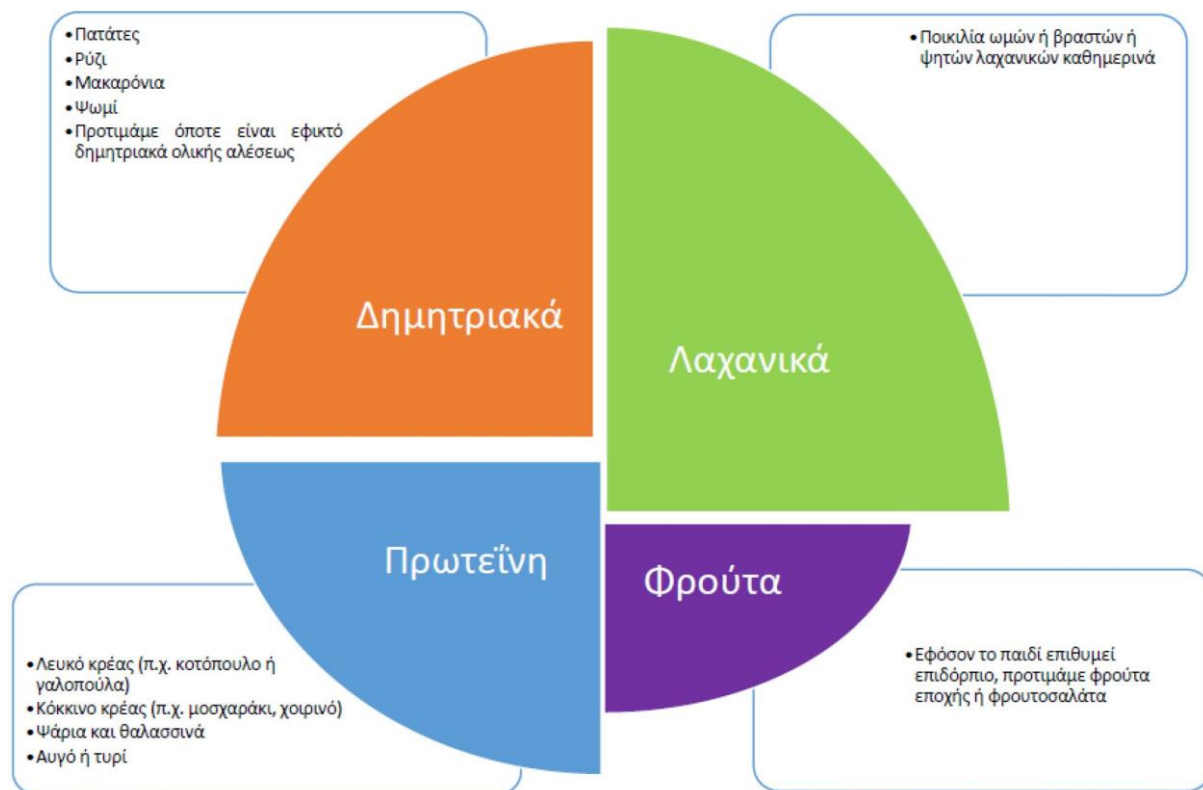 •Πατάτες
•Ρύζι
•Μακαρόνια
•Ψωμί
•Προτιμάμε όποτε είναι εφικτό
δημητριακά ολικής αλέσεως
•Ποικιλία ωμών ή βραστών ή
ψητών λαχανικών καθημερινά
Δημητριακά
Λαχανικά
Πρωτεΐνη
Φρούτα
•Λευκό κρέας (π.χ. κοτόπουλο ή
γαλοπούλα)
•Κόκκινο κρέας (π.χ. μοσχαράκι, χοιρινό)
•Ψάρια και θαλασσινά
•Αυγό ή τυρί
•Εφόσον το παιδί επιθυμεί
επιδόρπιο, προτιμάμε φρούτα
εποχής ή φρουτοσαλάτα